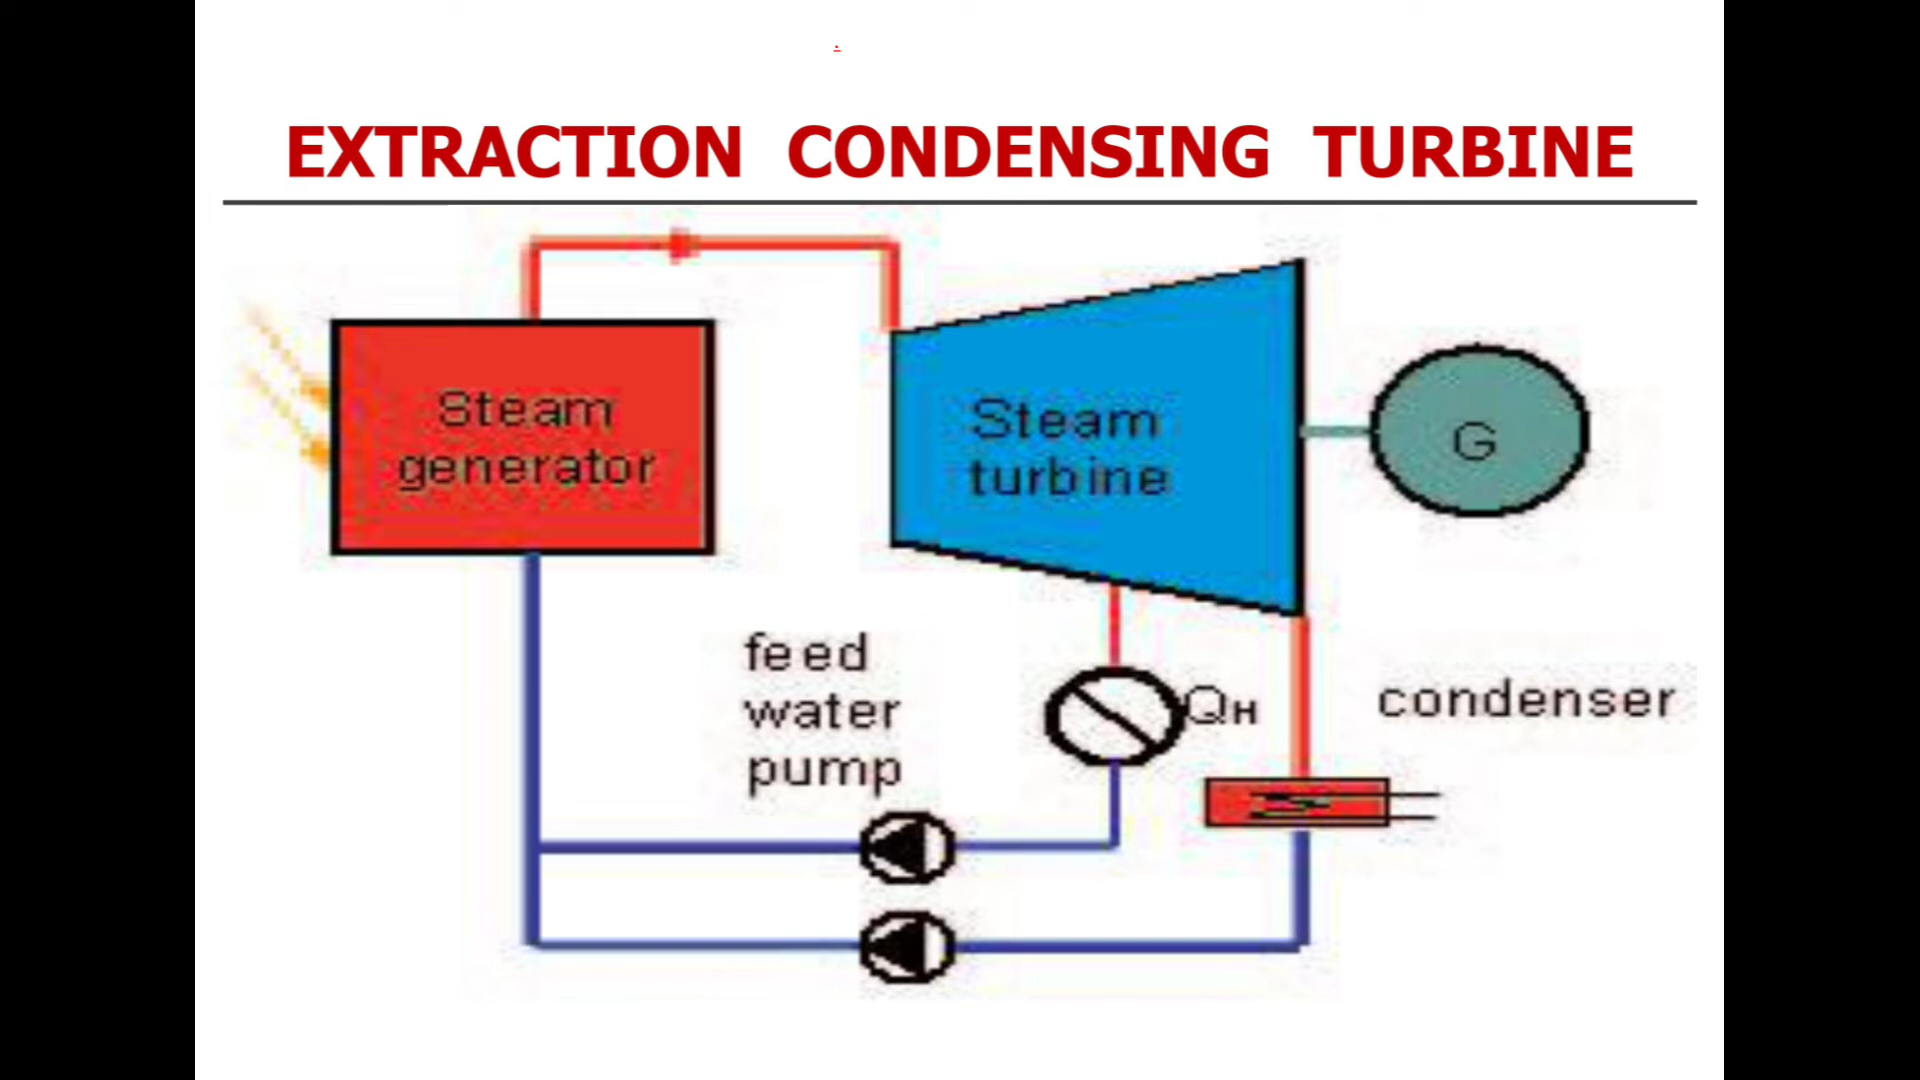 EXTRACTION CONDENSING TURBINE
Steam
generator
Steam
turbine
G
feed
water
pump
QH
condenser